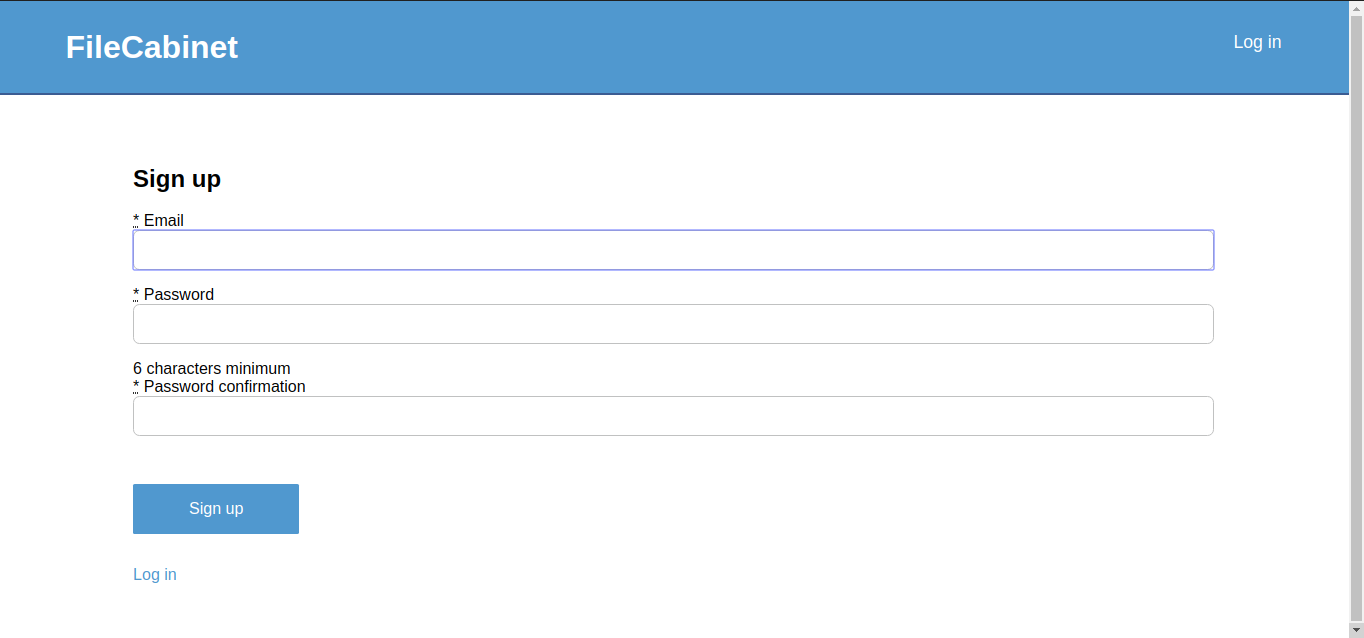 FileCabinet
Log in
Sign up
* Email
* Password
6 characters minimum
* Password confirmation
Sign up
Log in